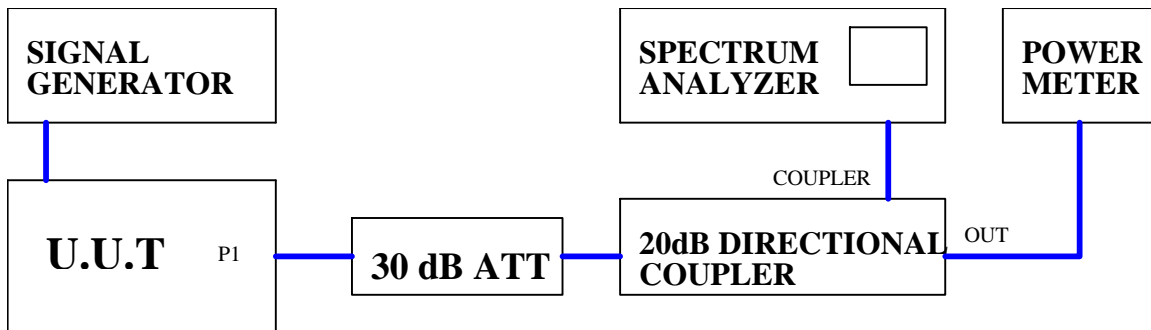 SIGNAL
GENERATOR
SPECTRUM
ANALYZER
POWER
METER
COUPLER
U.U.T
P1
30 dB ATT
20dB DIRECTIONAL
COUPLER
OUT